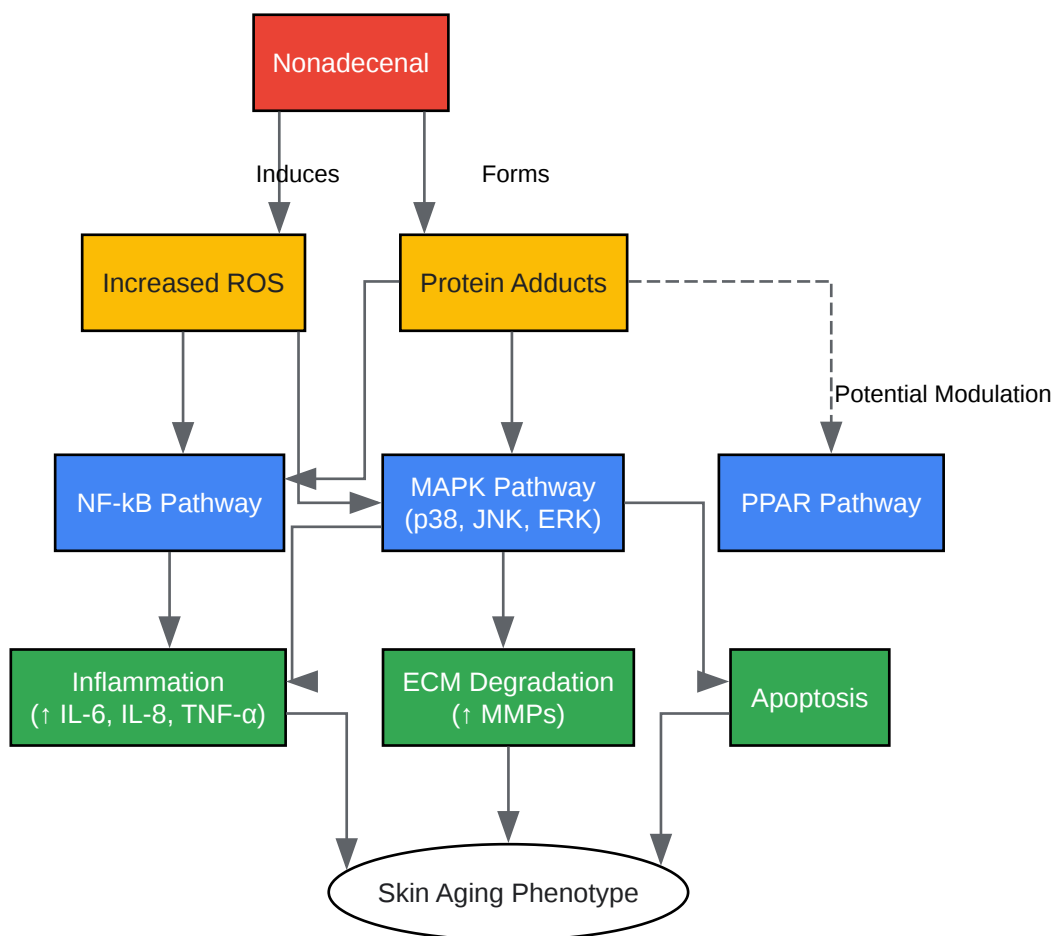 Nonadecenal
Induces
Forms
Increased ROS
Protein Adducts
Potential Modulation
NF-kB Pathway
MAPK Pathway
(p38, JNK, ERK)
PPAR Pathway
Inflammation
(↑ IL-6, IL-8, TNF-α)
ECM Degradation
(↑ MMPs)
Apoptosis
Skin Aging Phenotype